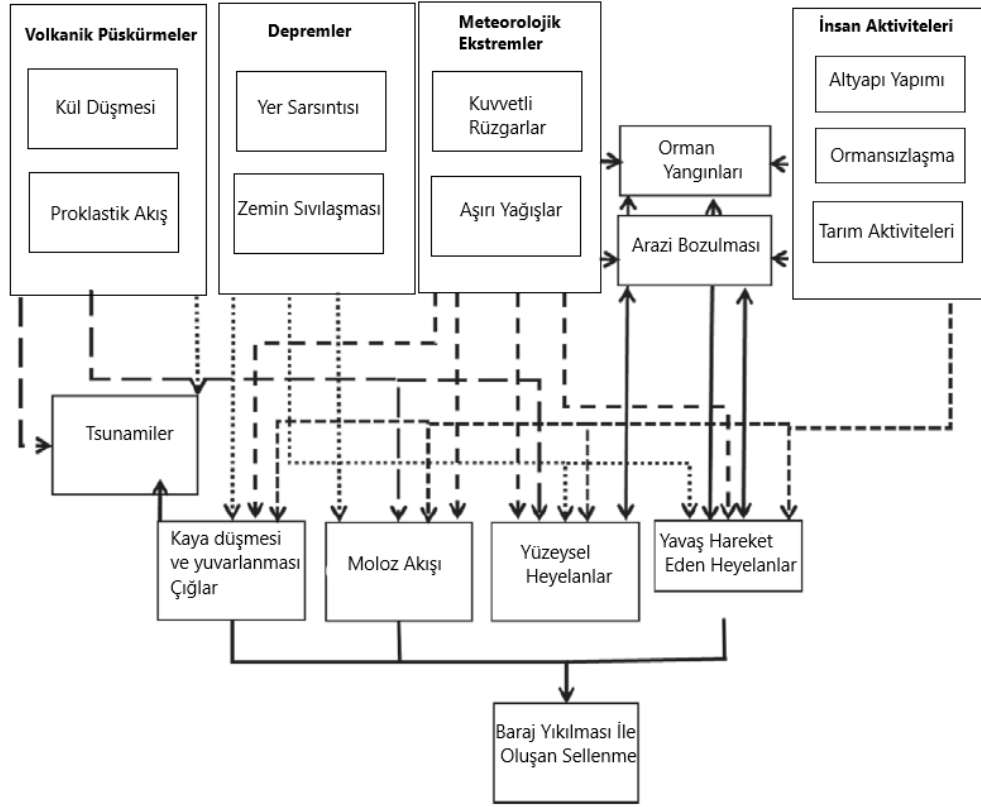 Volkanik Püskürmeler
Kül Düşmesi
Proklastik Akış
Depremler
Yer Sarsıntısı
Zemin Sıvılaşması
Meteorolojik
Ekstremler
Kuvvetli
Rüzgarlar
Aşırı Yağışlar
Orman
Yangınları
Arazi Bozulması
İnsan Aktiviteleri
Altyapı Yapımı
Ormansızlaşma
Tarım Aktiviteleri
Tsunamiler
Kaya düşmesi
ve yuvarlanması
Çığlar
Moloz Akışı
Yüzeysel
Heyelanlar
Yavaş Hareket
Eden Heyelanlar
Baraj Yıkılması İle
Oluşan Sellenme